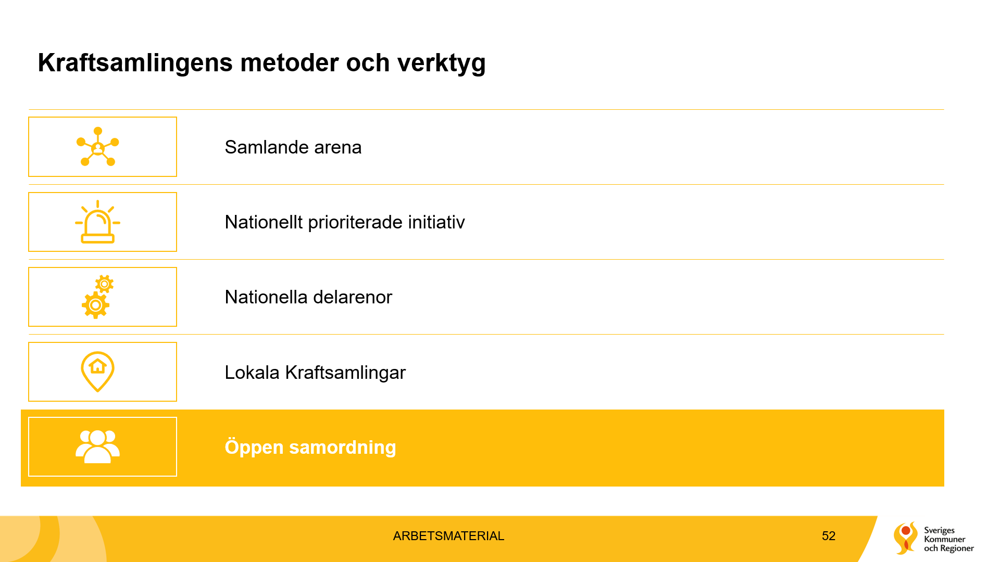 Kraftsamlingens metoder och verktyg
Samlande arena
Nationellt prioriterade initiativ
Nationella delarenor
Lokala Kraftsamlingar
Öppen samordning
ARBETSMATERIAL
52
Sveriges
Kommuner
och Regioner